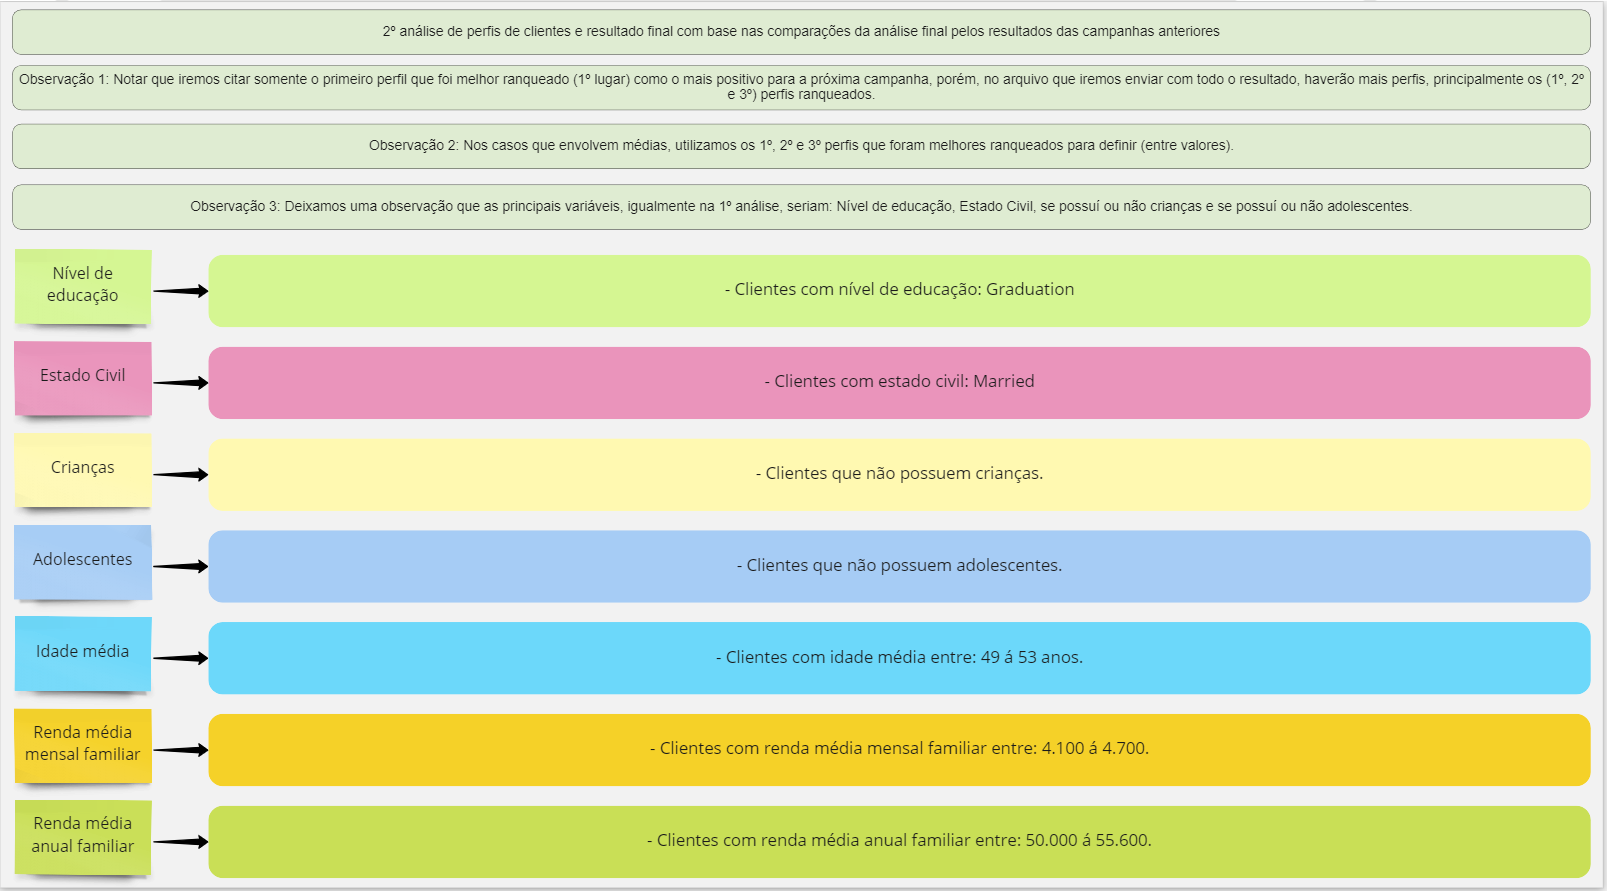 2º análise de perfis de clientes e resultado final com base nas comparações da análise final pelos resultados das campanhas anteriores
Observação 1: Notar que iremos citar somente o primeiro perfil que foi melhor ranqueado (1º lugar) como o mais positivo para a próxima campanha, porém, no arquivo que iremos enviar com todo o resultado, haverão mais perfis, principalmente os (1º, 2º
e 3º) perfis ranqueados.
Observação 2: Nos casos que envolvem médias, utilizamos os 1º, 2º e 3º perfis que foram melhores ranqueados para definir (entre valores).
Observação 3: Deixamos uma observação que as principais variáveis, igualmente na 1º análise, seriam: Nível de educação, Estado Civil, se possuí ou não crianças e se possuí ou não adolescentes.
Nível de
educação
- Clientes com nível de educação: Graduation
Estado Civil
- Clientes com estado civil: Married
Crianças
- Clientes que não possuem crianças.
Adolescentes
- Clientes que não possuem adolescentes.
Idade média
- Clientes com idade média entre: 49 á 53 anos.
Renda média
mensal familiar
- Clientes com renda média mensal familiar entre: 4.100 á 4.700.
Renda média
anual familiar
- Clientes com renda média anual familiar entre: 50.000 á 55.600.